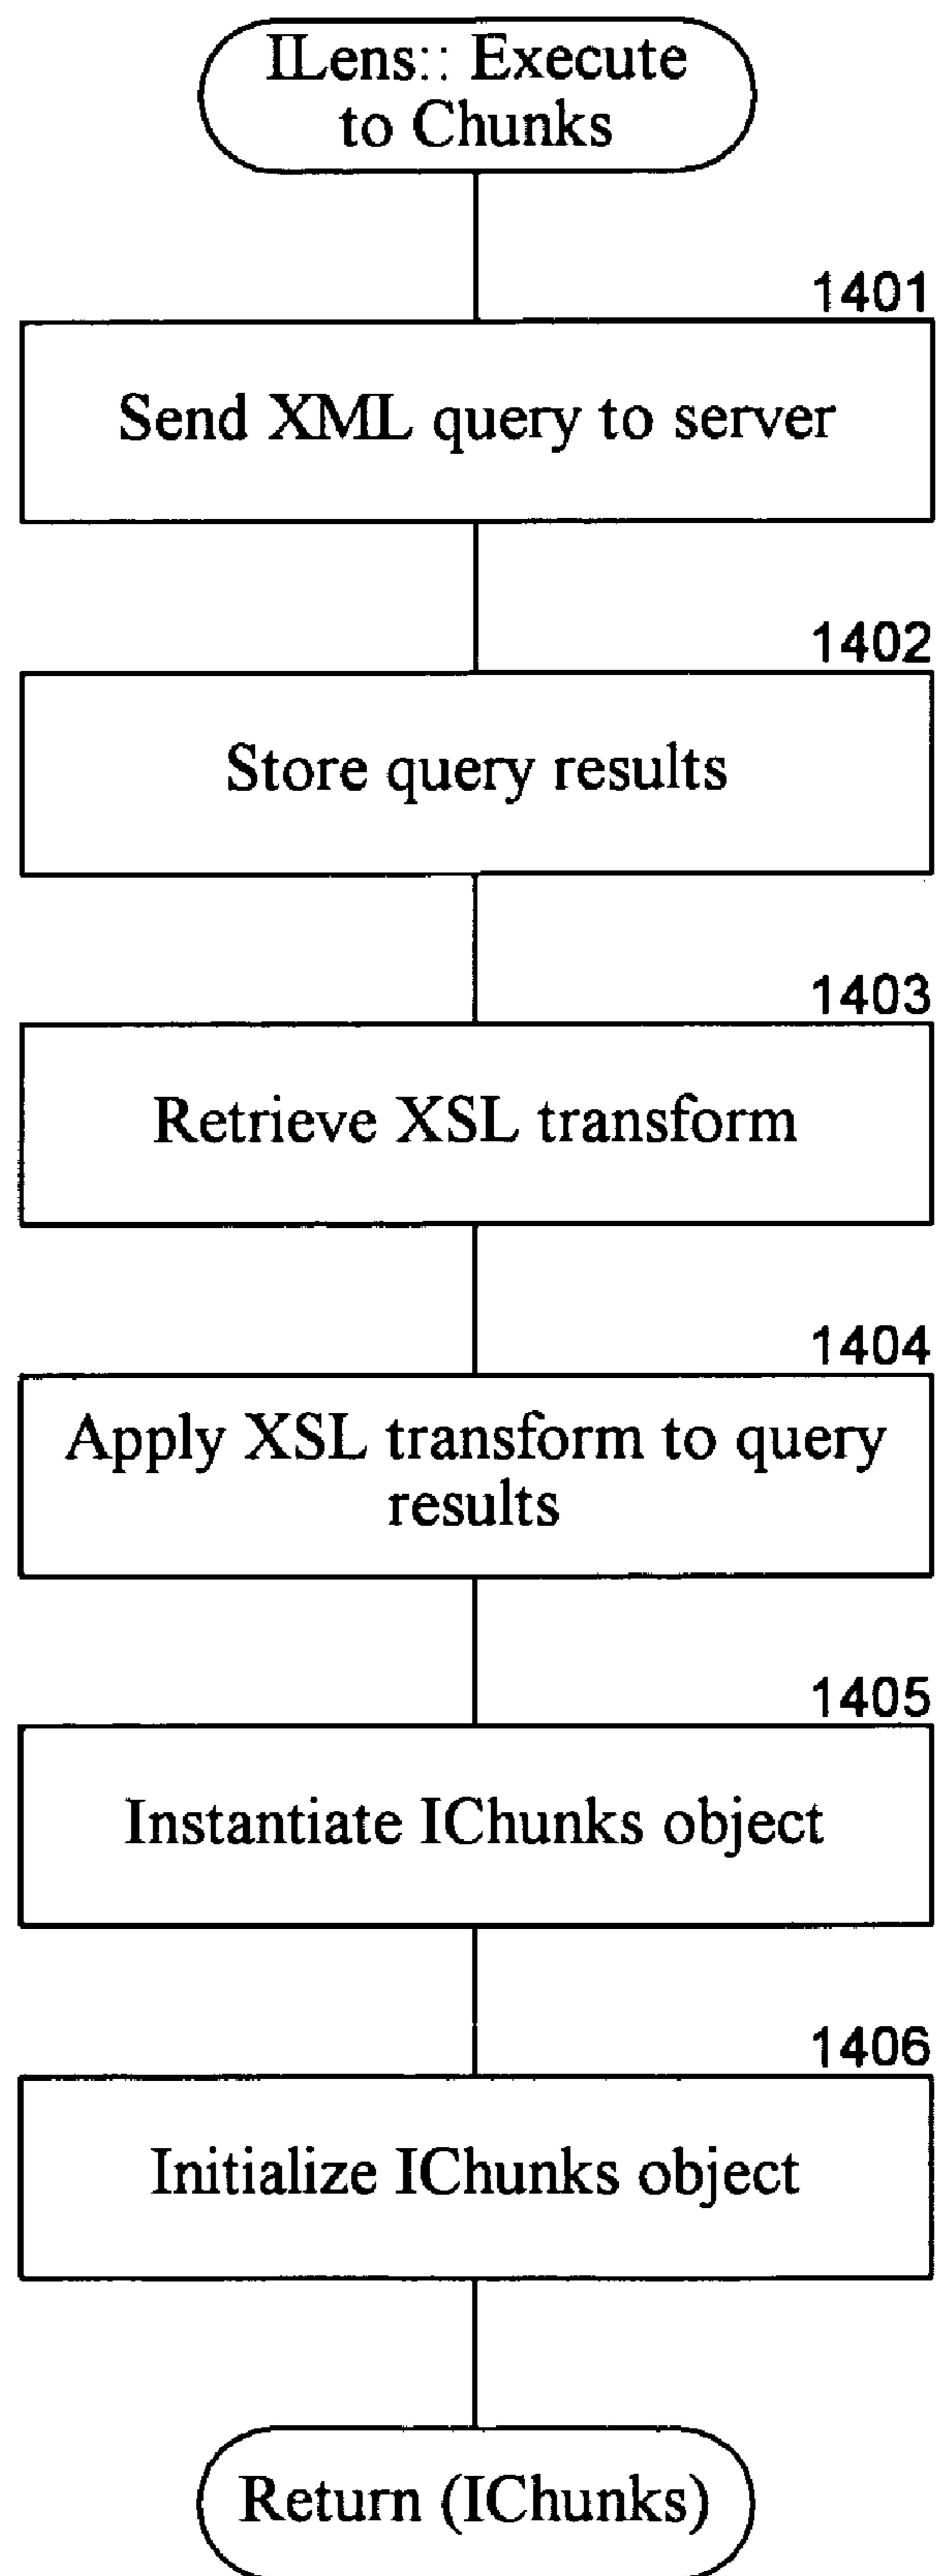 ILens:: Execute
to Chunks
1401
Send XML query to server
1402
Store query results
1403
Retrieve XSL transform
1404
Apply XSL transform to query
results
1405
Instantiate IChunks object
1406
Initialize IChunks object
Return (IChunks)